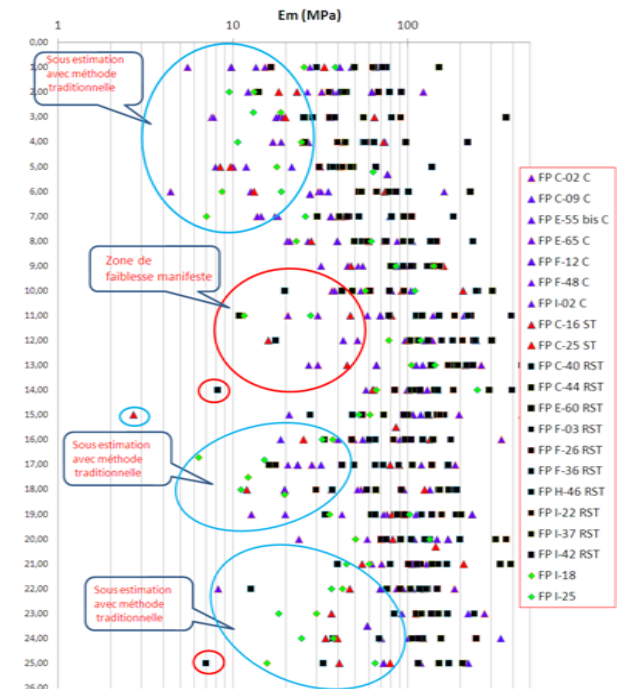 Em (MPa)
1 10 100
0,00
1,00
2,00
3,00
4,00
5,00
6,00
7,00
8,00
9,00
10,00
11,00
12,00
13,00
14,00
15,00
16,00
17,00
18,00
19,00
20,00
21,00
22,00
23,00
24,00
25,00
26,00
Sous estimation
avec méthode
traditionnelle
Zone de
faiblesse manifeste
Sous estimation
avec méthode
traditionnelle
Sous estimation
avec méthode
traditionnelle
FP C-02 C
FP C-09 C
FP E-55 bis C
FP E-65 C
FP F-12 C
FP F-48 C
FP I-02 C
FP C-16 ST
FP C-25 ST
FP C-40 RST
FP C-44 RST
FP E-60 RST
FP F-03 RST
FP F-26 RST
FP F-36 RST
FP H-46 RST
FP I-22 RST
FP I-37 RST
FP I-42 RST
FP I-18
FP I-25